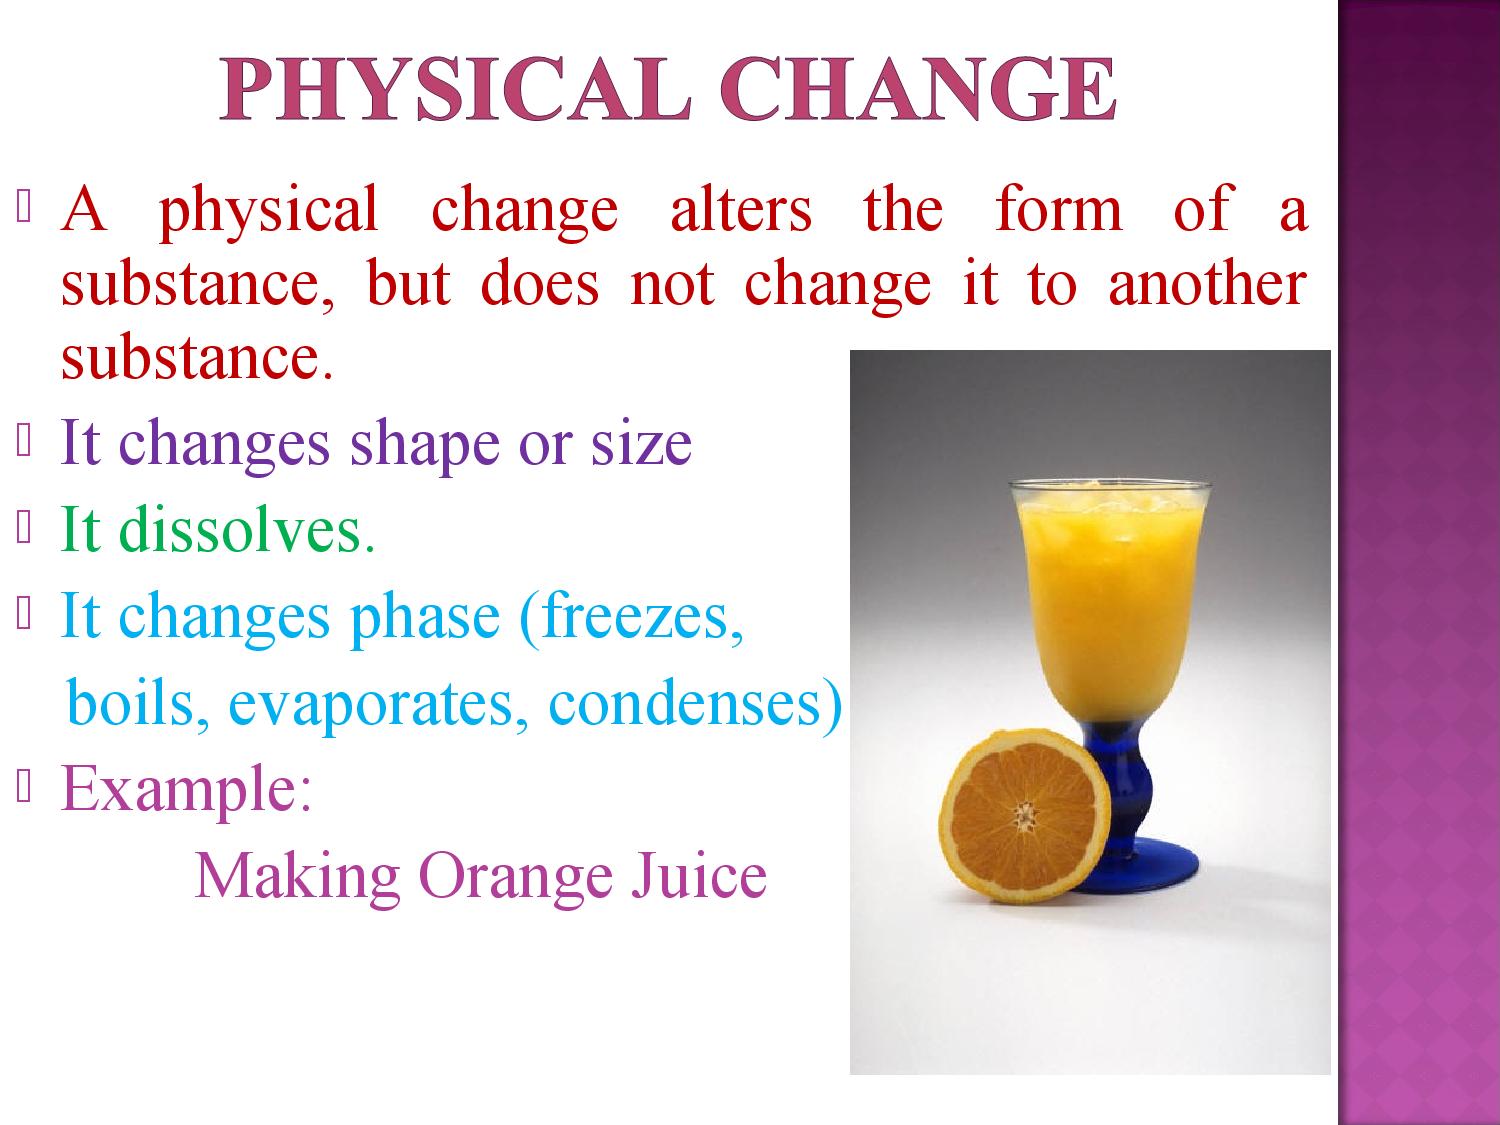 PHYSICAL CHANGE
A physical change alters the form of a
substance, but does not change it to another
substance.
It changes shape or size
It dissolves.
It changes phase (freezes,
boils, evaporates, condenses)
Example:
Making Orange Juice